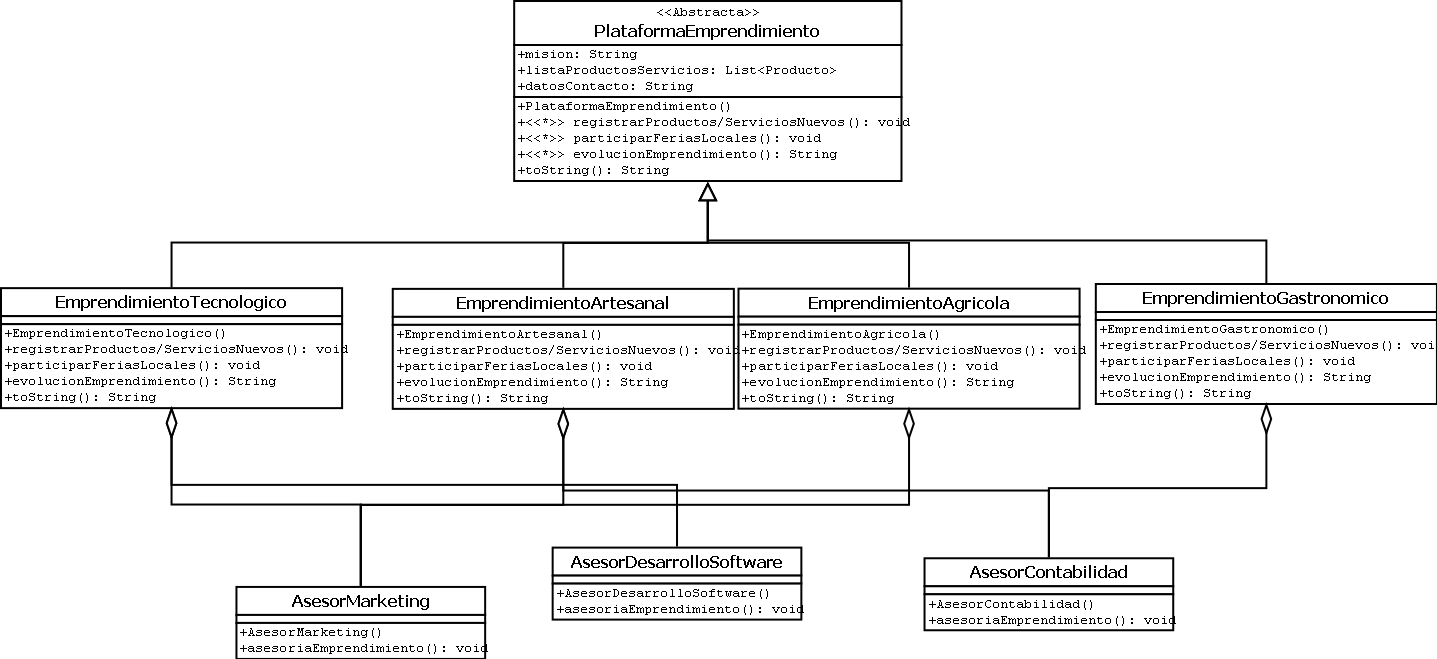 <<Abstracta>>
PlataformaEmprendimiento
+mision: String
+listaProductosServicios: List<Producto>
+datosContacto: String
+PlataformaEmprendimiento()
+<<*>> registrarProductos/ServiciosNuevos(): void
+<<*>> participarFeriasLocales(): void
+<<*>> evolucionEmprendimiento(): String
+toString(): String
EmprendimientoTecnologico
+EmprendimientoTecnologico()
+registrarProductos/ServiciosNuevos(): void
+participarFeriasLocales(): void
+evolucionEmprendimiento(): String
+toString(): String
EmprendimientoArtesanal
+EmprendimientoArtesanal()
+registrarProductos/ServiciosNuevos(): void
+participarFeriasLocales(): void
+evolucionEmprendimiento(): String
+toString(): String
EmprendimientoAgricola
+EmprendimientoAgricola()
+registrarProductos/ServiciosNuevos(): void
+participarFeriasLocales(): void
+evolucionEmprendimiento(): String
+toString(): String
EmprendimientoGastronomico
+EmprendimientoGastronomico()
+registrarProductos/ServiciosNuevos(): voi
+participarFeriasLocales(): void
+evolucionEmprendimiento(): String
+toString(): String
AsesorMarketing
+AsesorMarketing()
+asesoriaEmprendimiento(): void
AsesorDesarrolloSoftware
+AsesorDesarrolloSoftware()
+asesoriaEmprendimiento(): void
AsesorContabilidad
+AsesorContabilidad()
+asesoriaEmprendimiento(): void